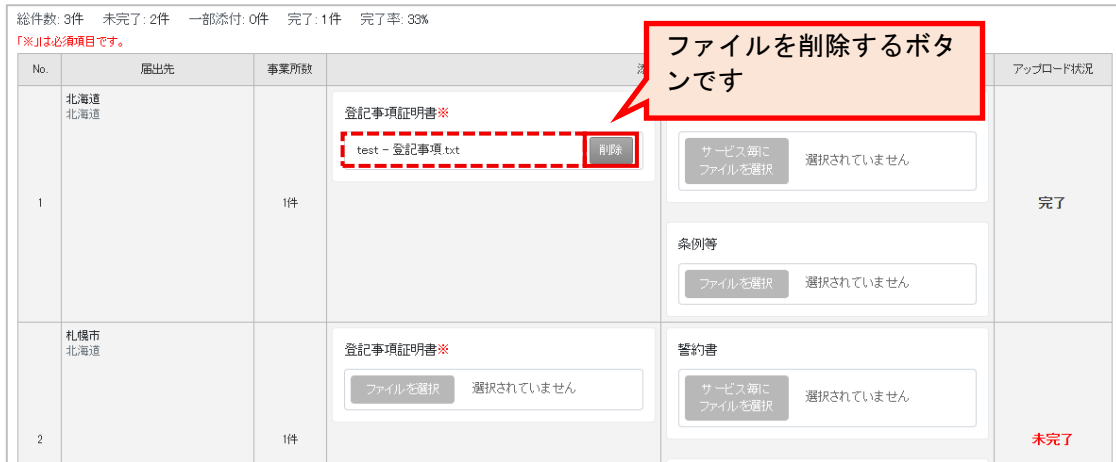 総件数: 3件 未完了: 2件 一部添付: 0件 完了: 1件 完了率: 33%
「※」は必須項目です。
ファイルを削除するボタ
ンです
No. 届出先 事業所数 アップロード状況
北海道
北海道
登記事項証明書※
test - 登記事項.txt 削除
サービス毎に
ファイルを選択 選択されていません
1 1件 完了
条例等
ファイルを選択 選択されていません
札幌市
北海道
登記事項証明書※ 誓約書
ファイルを選択 選択されていません
サービス毎に
ファイルを選択 選択されていません
2 1件 未完了